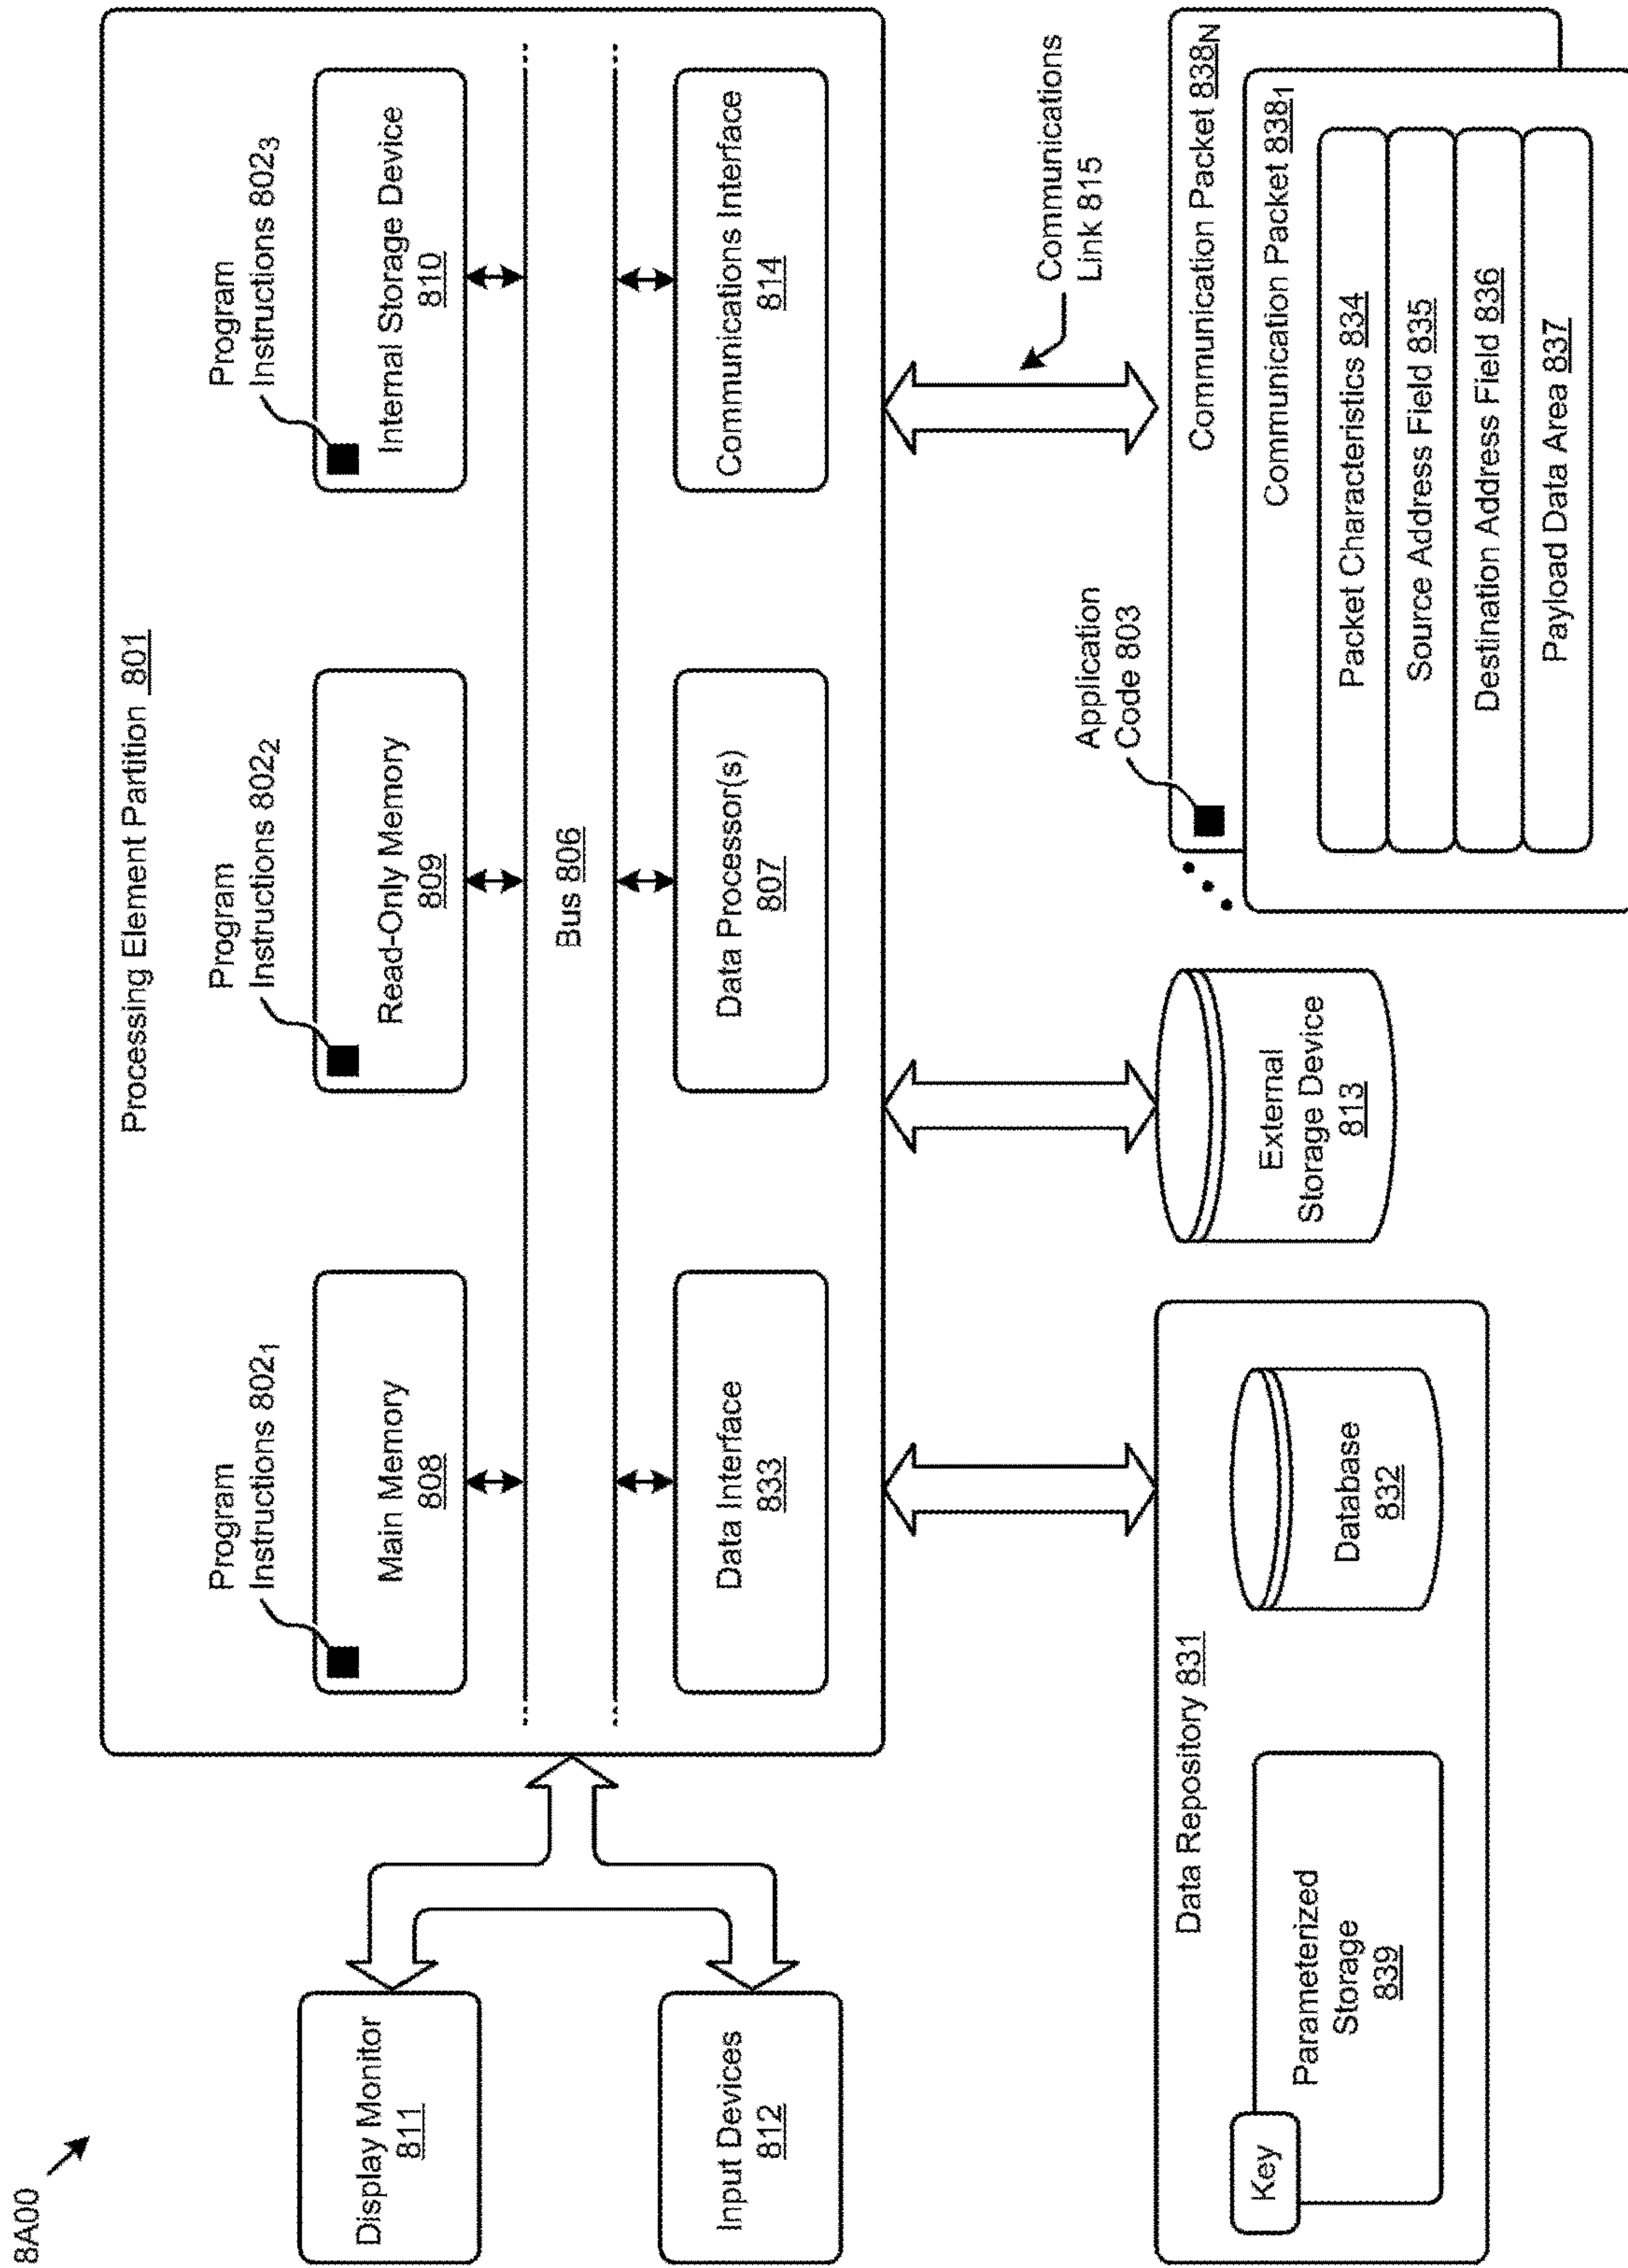 8A00
Processing Element Partition 801
Program
Instructions 802₁
Program
Instructions 802₂
Program
Instructions 802₃
Main Memory
808
Read-Only Memory
809
Internal Storage Device
810
Bus 806
Data Interface
833
Data Processor(s)
807
Communications Interface
814
Display Monitor
811
Input Devices
812
Communications
Link 815
Data Repository 831
Key
Parameterized
Storage
839
Database
832
External
Storage Device
813
Application
Code 803
Communication Packet 838N
Communication Packet 838₁
Packet Characteristics 834
Source Address Field 835
Destination Address Field 836
Payload Data Area 837